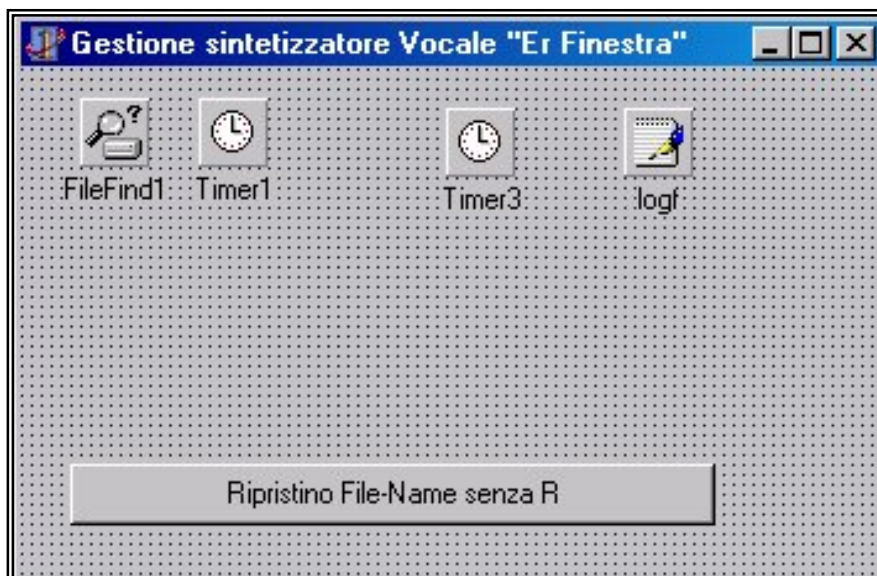 Gestione sintetizzatore Vocale "Er Finestra"
FileFind1
Timer1
Timer3
logf
Ripristino File-Name senza R